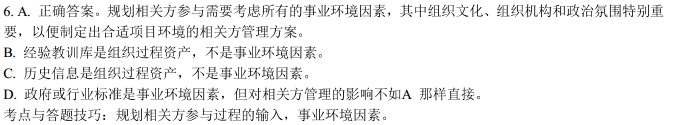 6. A. 正确答案。规划相关方参与需要考虑所有的事业环境因素，其中组织文化、组织机构和政治氛围特别重
要，以便制定出合适项目环境的相关方管理方案。
B. 经验教训库是组织过程资产，不是事业环境因素。
C. 历史信息是组织过程资产，不是事业环境因素。
D. 政府或行业标准是事业环境因素，但对相关方管理的影响不如A 那样直接。
考点与答题技巧：规划相关方参与过程的输入，事业环境因素。